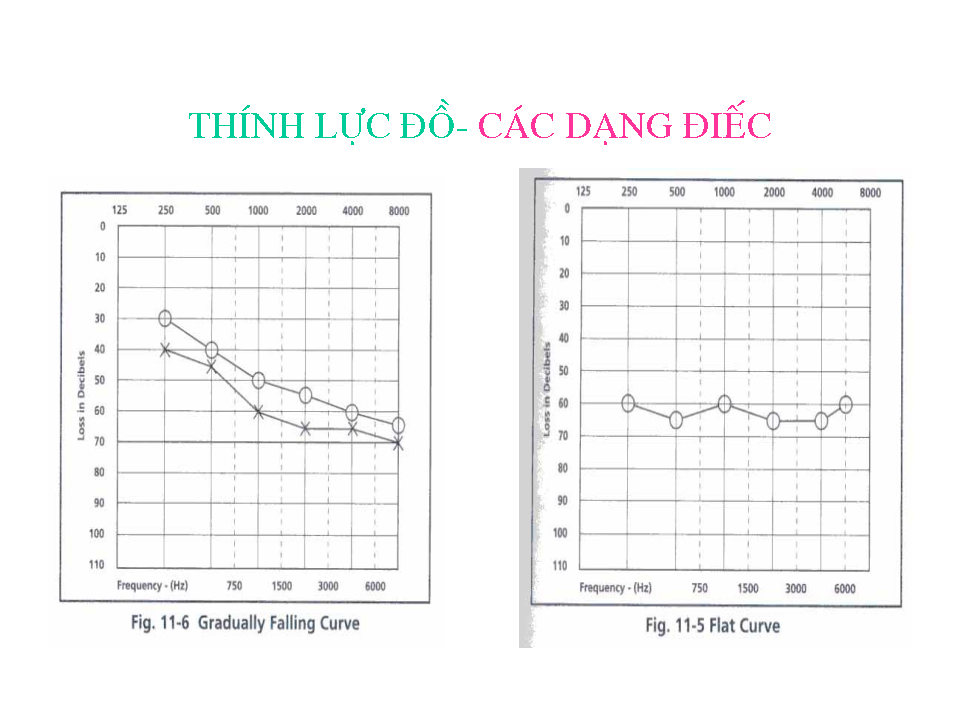 THÍNH LỰC ĐỒ- CÁC DẠNG ĐIẾC
125 250 500 1000 2000 4000 8000
0
10
20
30
40
50
60
70
80
90
100
110
Loss in Decibels
Frequency - (Hz) 750 1500 3000 6000
Fig. 11-6 Gradually Falling Curve
125 250 500 1000 2000 4000 8000
0
10
20
30
40
50
60
70
80
90
100
110
Loss in Decibels
Frequency - (Hz) 750 1500 3000 6000
Fig. 11-5 Flat Curve